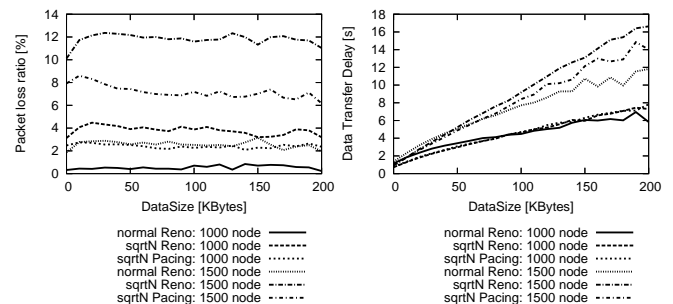 Packet loss ratio [%]
14
12
10
8
6
4
2
0
0
50
100
150
200
DataSize [KBytes]
normal Reno: 1000 node
sqrtN Reno: 1000 node
sqrtN Pacing: 1000 node
normal Reno: 1500 node
sqrtN Reno: 1500 node
sqrtN Pacing: 1500 node
Data Transfer Delay [s]
18
16
14
12
10
8
6
4
2
0
0
50
100
150
200
DataSize [KBytes]
normal Reno: 1000 node
sqrtN Reno: 1000 node
sqrtN Pacing: 1000 node
normal Reno: 1500 node
sqrtN Reno: 1500 node
sqrtN Pacing: 1500 node